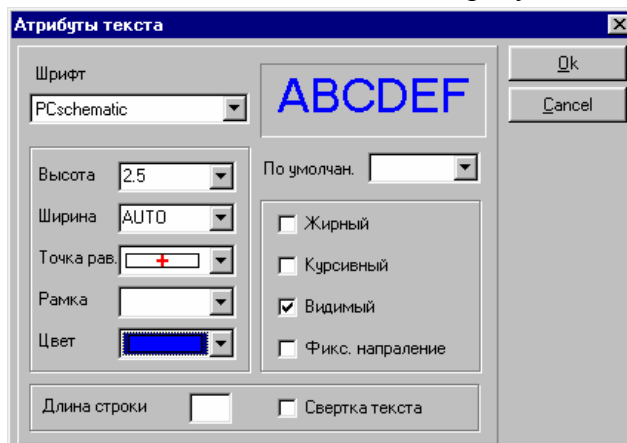 Атрибуты текста
Шрифт
PCschematic
ABCDEF
Ok
Cancel
Высота 2.5
Ширина AUTO
Точка рав.
Рамка
Цвет
По умолчан.
Жирный
Курсивный
Видимый
Фикс. напраление
Длина строки
Свертка текста